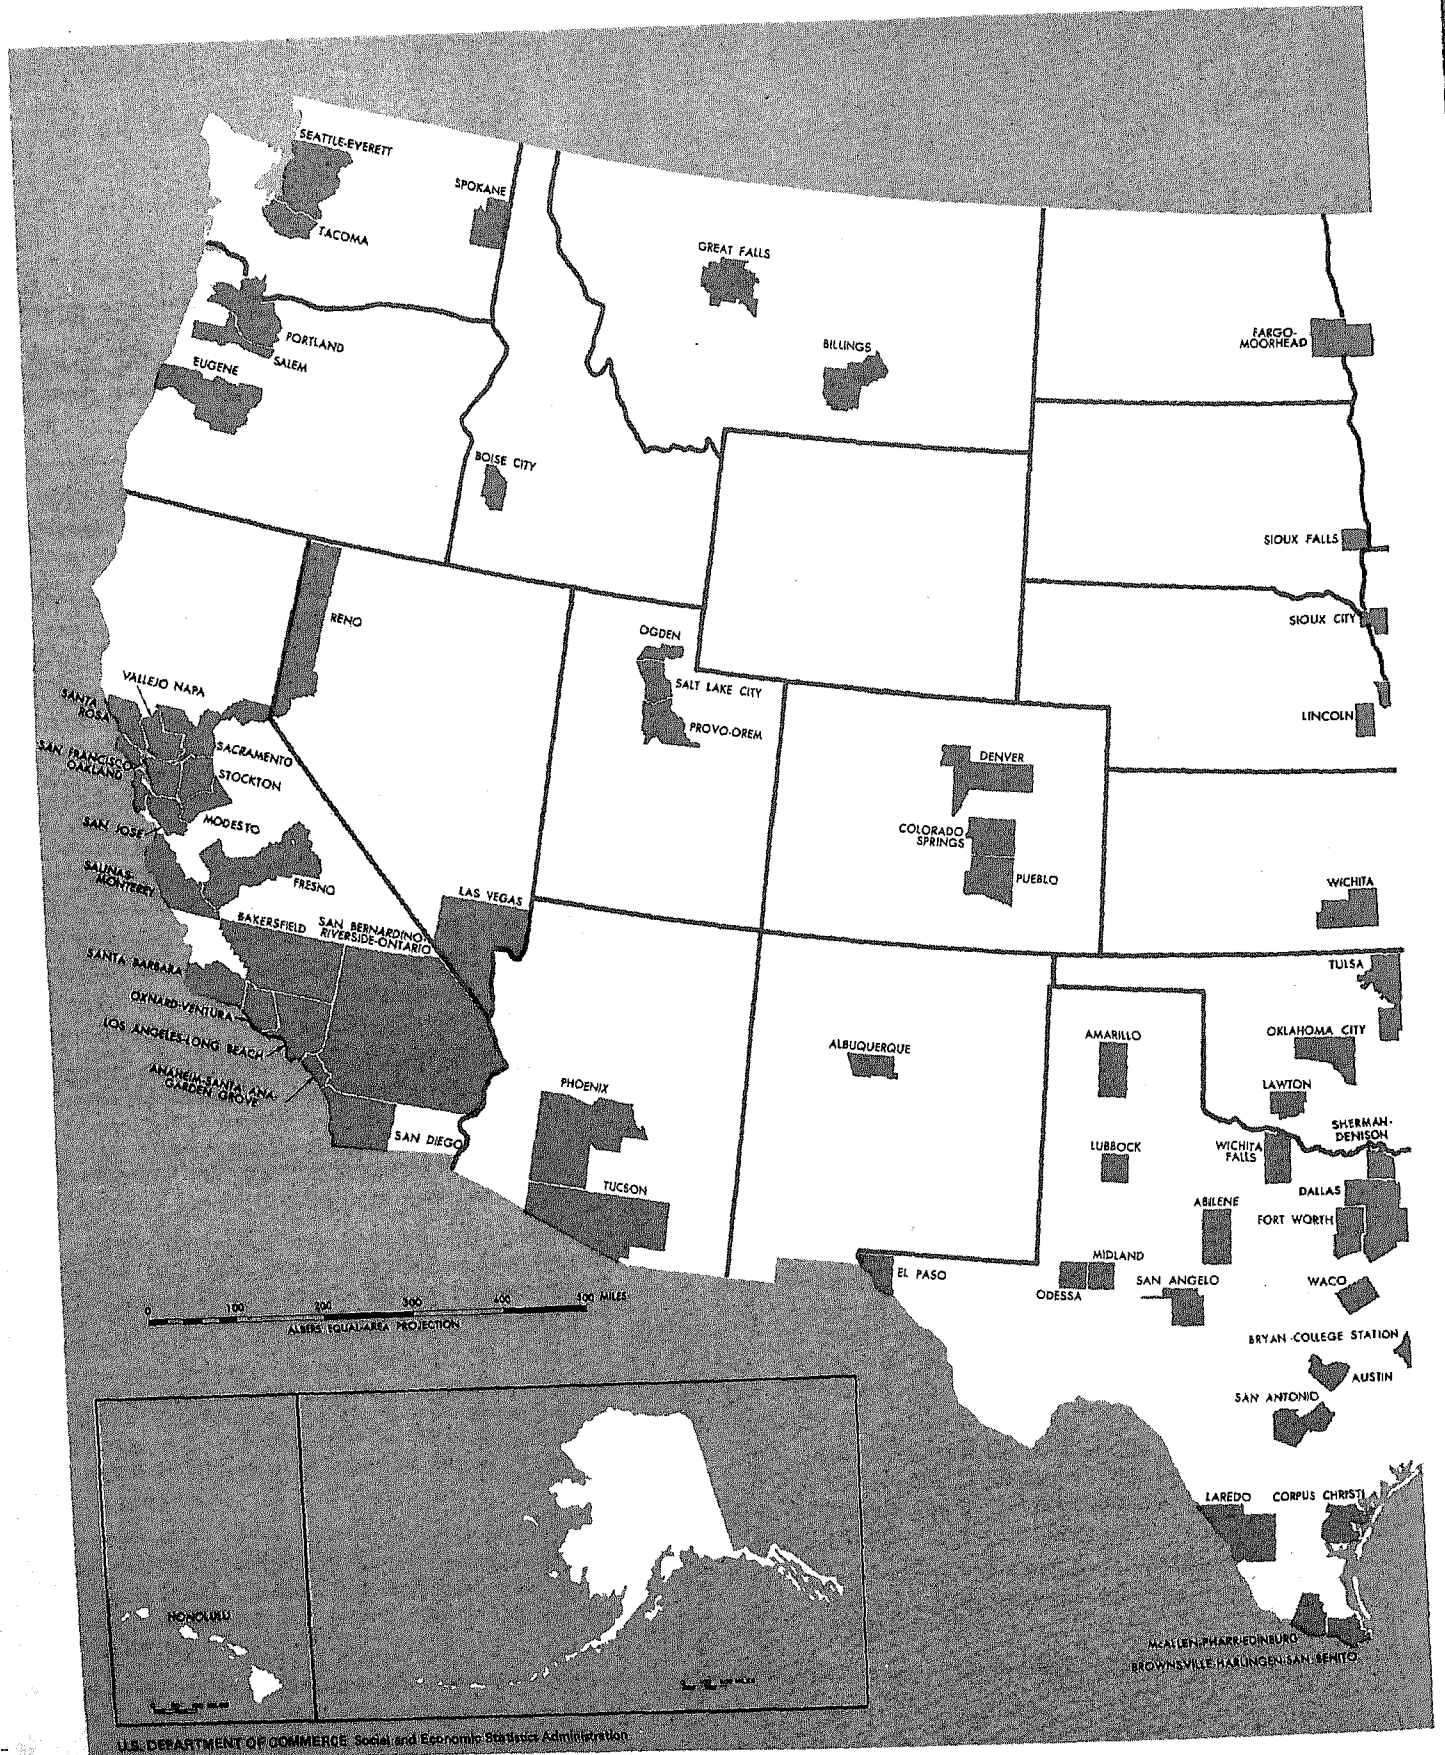 SEATTLE-EVERETT
SPOKANE
TACOMA
GREAT FALLS
PORTLAND
SALEM
EUGENE
BILLINGS
FARGO-
MOORHEAD
BOISE CITY
SIOUX FALLS
RENO
SIOUX CITY
OGDEN
SALT LAKE CITY
PROVO-OREM
LINCOLN
VALLEJO NAPA
SANTA
ROSA
SACRAMENTO
SAN FRANCISCO
OAKLAND
STOCKTON
DENVER
SAN JOSE
MODESTO
COLORADO
SPRINGS
PUEBLO
SALINAS-
MONTEREY
FRESNO
LAS VEGAS
WICHITA
BAKERSFIELD
SAN BERNARDINO-
RIVERSIDE-ONTARIO
SANTA BARBARA
TULSA
OXNARD-VENTURA
LOS ANGELES-LONG BEACH
ANAHEIM-SANTA ANA-
GARDEN GROVE
SAN DIEGO
ALBUQUERQUE
AMARILLO
OKLAHOMA CITY
LAWTON
PHOENIX
SHERMAN-
DENISON
LUBBOCK
WICHITA
FALLS
TUCSON
DALLAS
ABILENE
FORT WORTH
EL PASO
MIDLAND
ODESSA
SAN ANGELO
WACO
0 100 200 300 400 500 MILES
ALBERS EQUAL-AREA PROJECTION
BRYAN-COLLEGE STATION
AUSTIN
SAN ANTONIO
LAREDO
CORPUS CHRISTI
HONOLULU
McALLEN-PHARR-EDINBURG
BROWNSVILLE-HARLINGEN-SAN BENITO
U.S. DEPARTMENT OF COMMERCE Social and Economic Statistics Administration